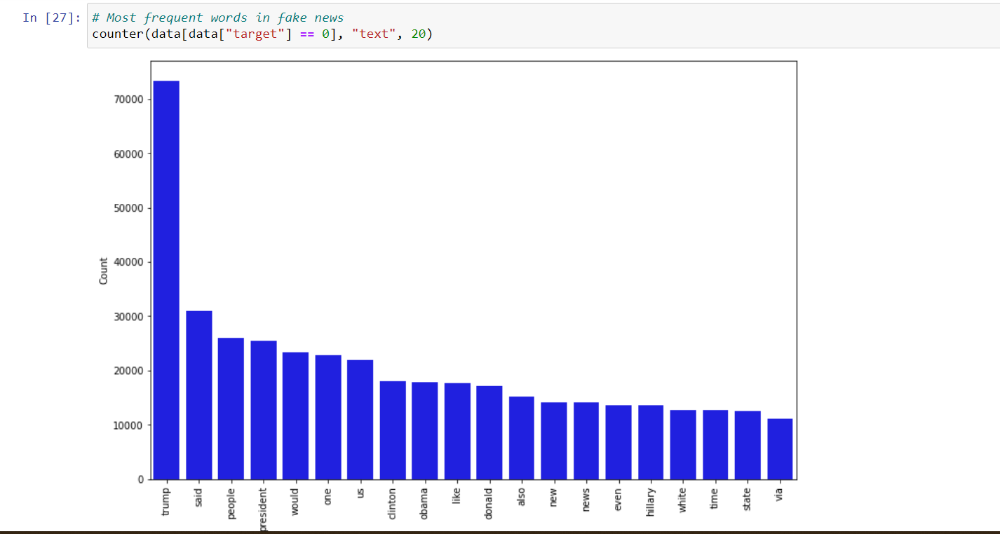 In [27]: # Most frequent words in fake news
counter(data[data["target"] == 0], "text", 20)
70000
60000
50000
40000
30000
20000
10000
0
Count
trump said people president would one us clinton obama like donald also new news even hillary white time state via